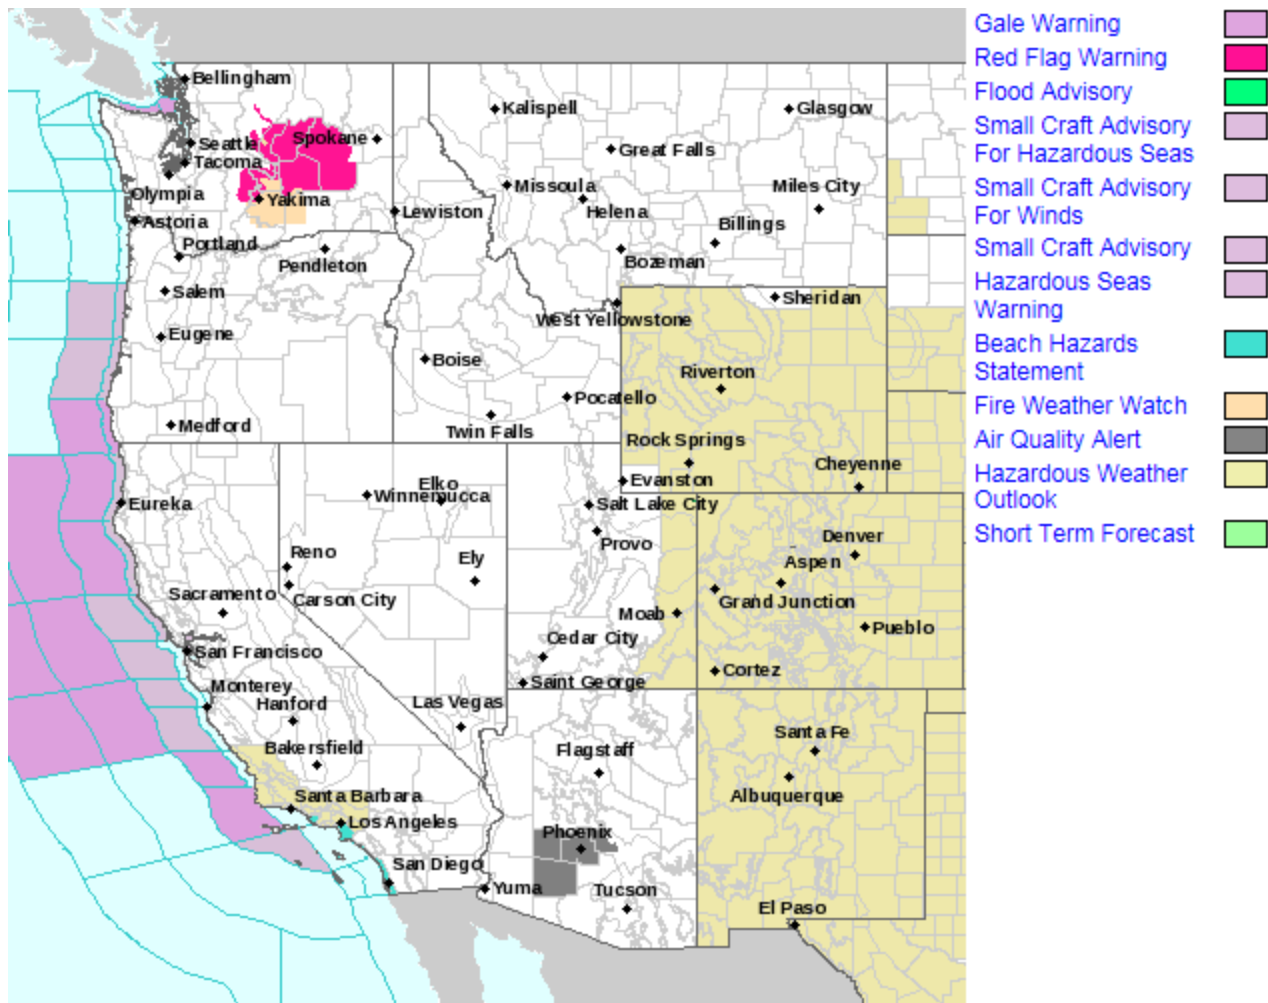 Gale Warning
Red Flag Warning
Flood Advisory
Small Craft Advisory
For Hazardous Seas
Small Craft Advisory
For Winds
Small Craft Advisory
Hazardous Seas
Warning
Beach Hazards
Statement
Fire Weather Watch
Air Quality Alert
Hazardous Weather
Outlook
Short Term Forecast
Bellingham
Kalispell
Glasgow
Seattle
Spokane
Great Falls
Tacoma
Olympia
Yakima
Missoula
Miles City
Helena
Astoria
Lewiston
Billings
Portland
Pendleton
Bozeman
Salem
Sheridan
West Yellowstone
Eugene
Boise
Riverton
Pocatello
Medford
Twin Falls
Rock Springs
Cheyenne
Evanston
Elko
Winnemucca
Eureka
Salt Lake City
Provo
Denver
Reno
Ely
Aspen
Sacramento
Carson City
Grand Junction
Moab
Pueblo
Cedar City
San Francisco
Cortez
Saint George
Monterey
Hanford
Las Vegas
Santa Fe
Bakersfield
Flagstaff
Albuquerque
Santa Barbara
Los Angeles
Phoenix
San Diego
Yuma
Tucson
El Paso